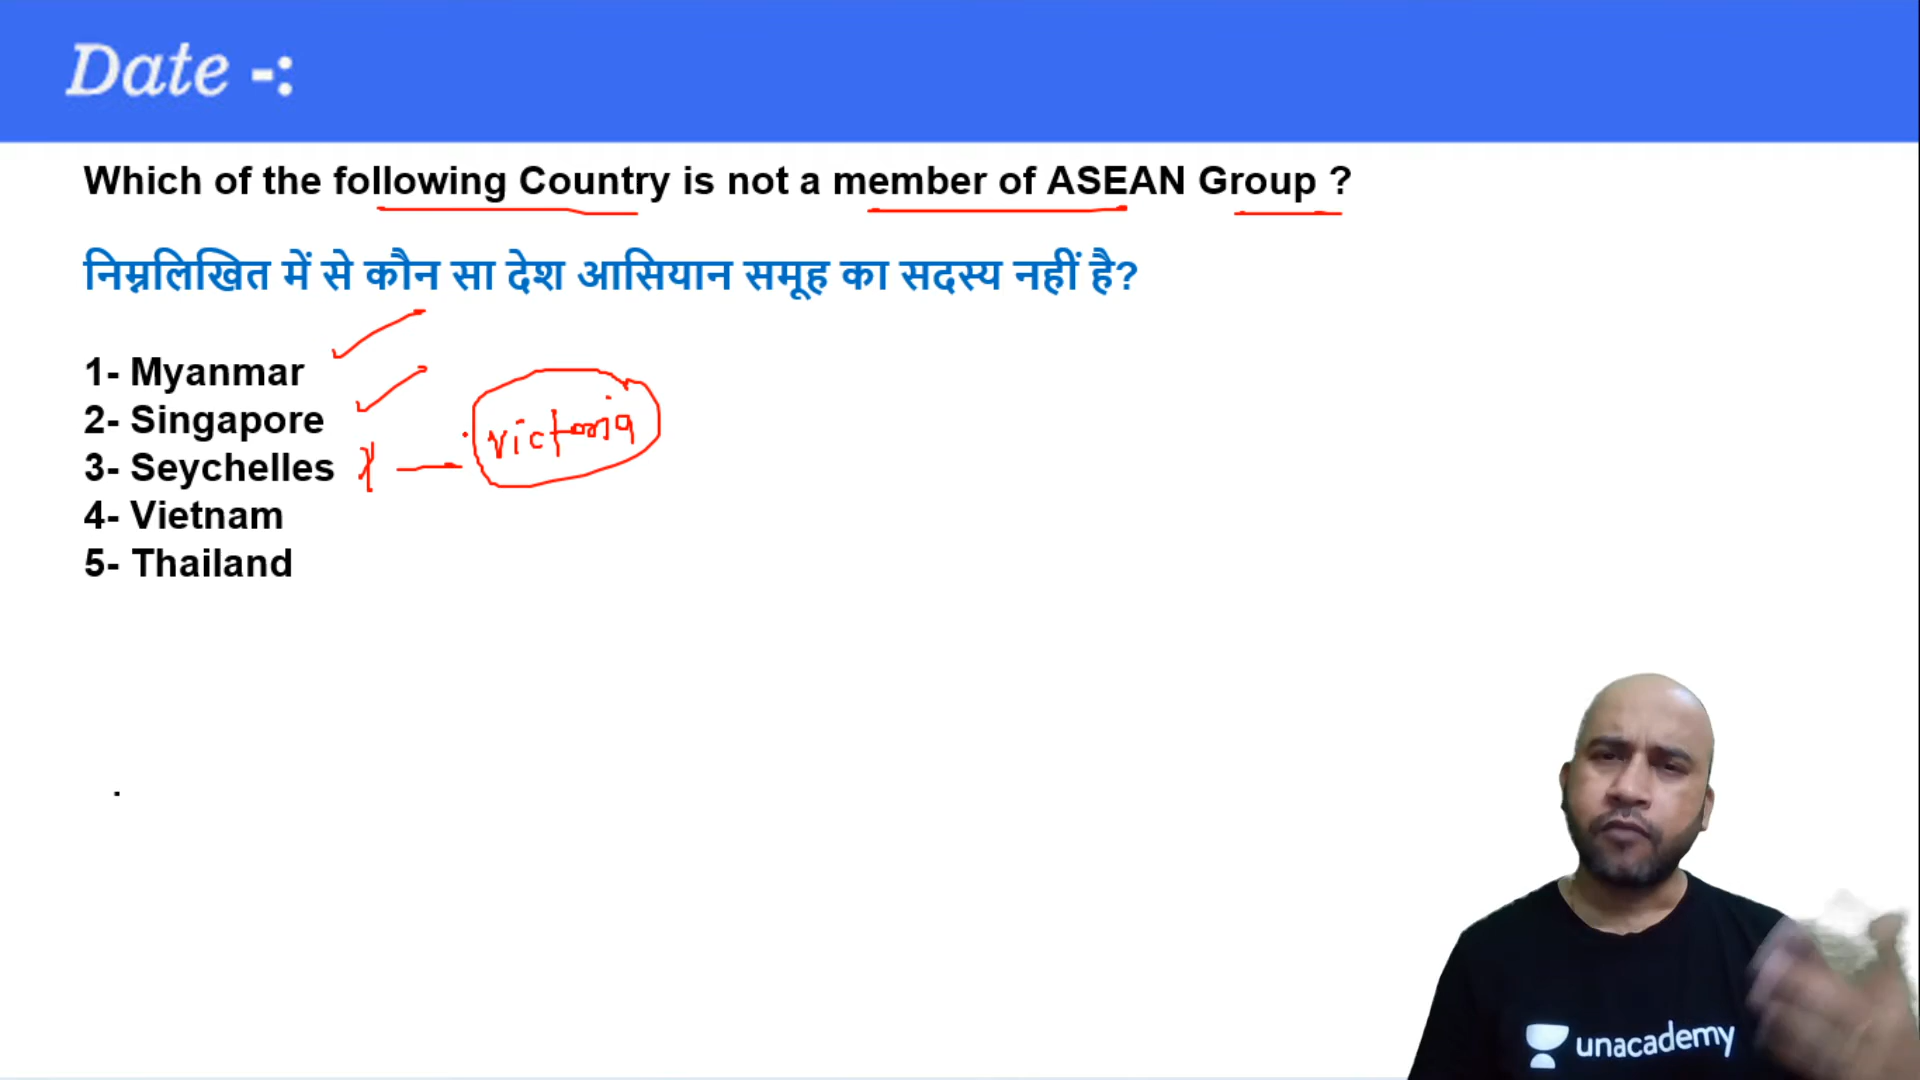 Date -:
Which of the following Country is not a member of ASEAN Group ?
निम्नलिखित में से कौन सा देश आसियान समूह का सदस्य नहीं है?
1- Myanmar
2- Singapore
3- Seychelles
victoria
4- Vietnam
5- Thailand
unacademy